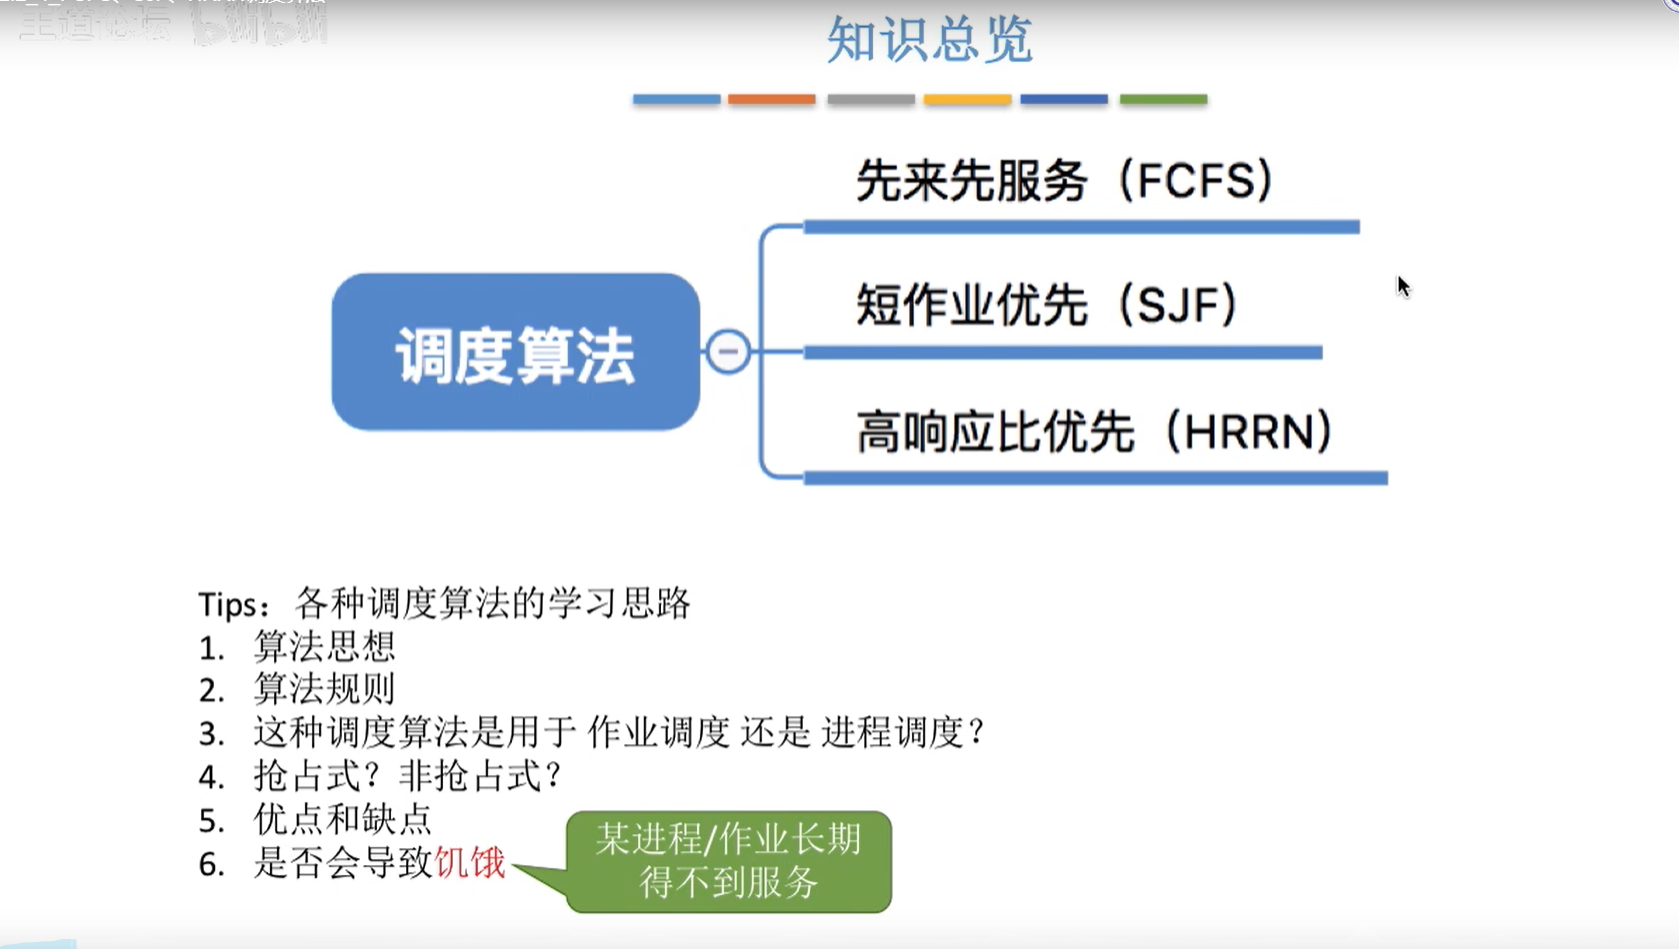 王道论坛 bilibili
知识总览
先来先服务（FCFS）
短作业优先（SJF）
调度算法
高响应比优先（HRRN）
Tips：各种调度算法的学习思路
1. 算法思想
2. 算法规则
3. 这种调度算法是用于 作业调度 还是 进程调度？
4. 抢占式？非抢占式？
5. 优点和缺点
6. 是否会导致饥饿
某进程/作业长期
得不到服务